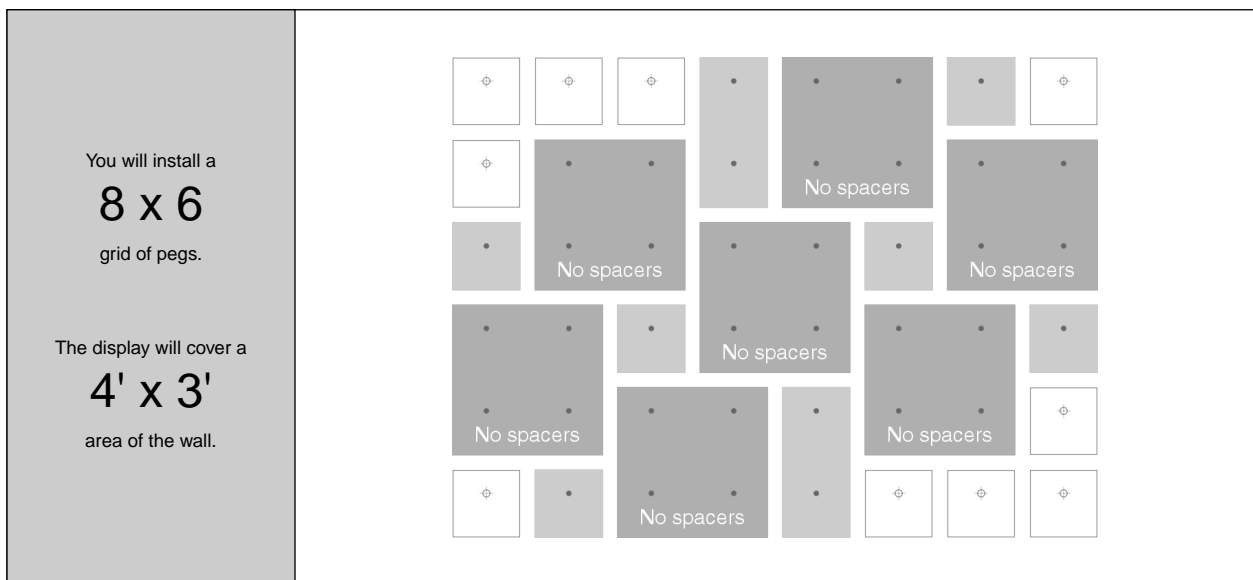 You will install a
8 x 6
grid of pegs.
The display will cover a
4' x 3'
area of the wall.
No spacers
No spacers
No spacers
No spacers
No spacers
No spacers
No spacers